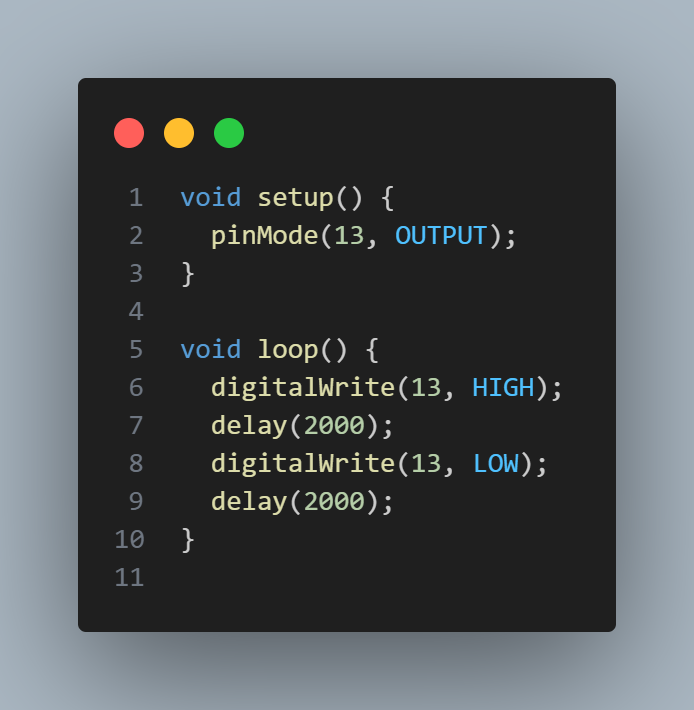 1 void setup() {
2   pinMode(13, OUTPUT);
3 }
4
5 void loop() {
6   digitalWrite(13, HIGH);
7   delay(2000);
8   digitalWrite(13, LOW);
9   delay(2000);
10 }
11